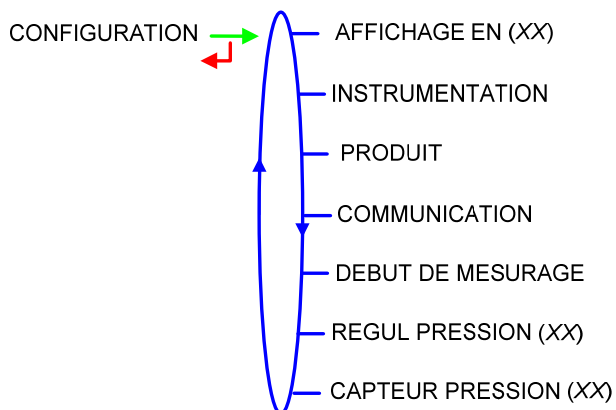 CONFIGURATION
AFFICHAGE EN (XX)
INSTRUMENTATION
PRODUIT
COMMUNICATION
DEBUT DE MESURAGE
REGUL PRESSION (XX)
CAPTEUR PRESSION (XX)